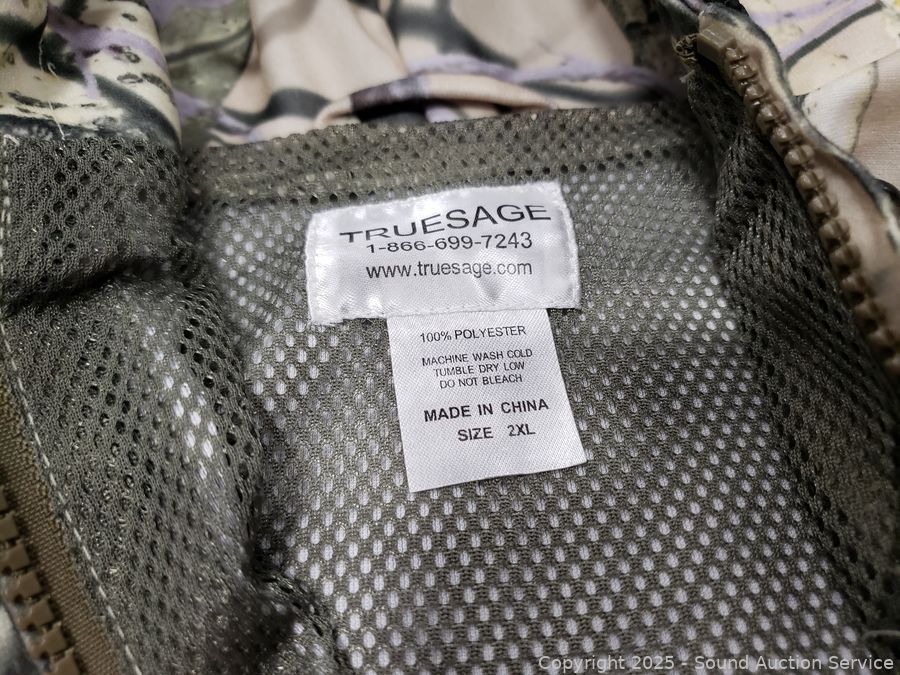 TRUESAGE
1-866-699-7243
www.truesage.com
100% POLYESTER
MACHINE WASH COLD
TUMBLE DRY LOW
DO NOT BLEACH
MADE IN CHINA
SIZE 2XL
Copyright 2025 - Sound Auction Service